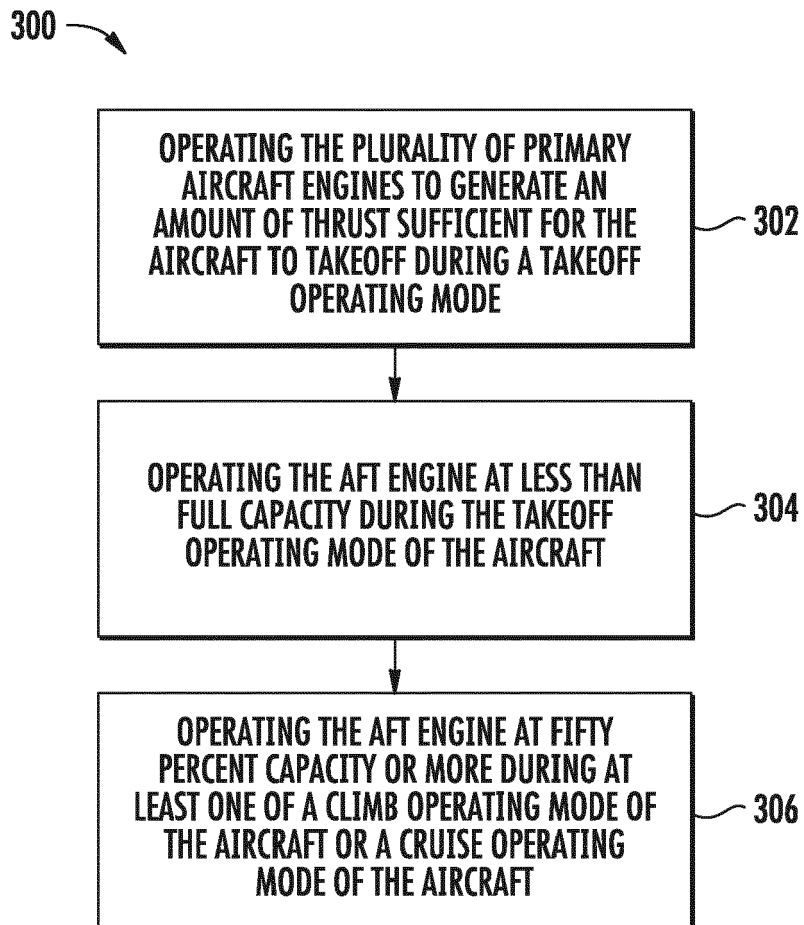 300
OPERATING THE PLURALITY OF PRIMARY
AIRCRAFT ENGINES TO GENERATE AN
AMOUNT OF THRUST SUFFICIENT FOR THE
AIRCRAFT TO TAKEOFF DURING A TAKEOFF
OPERATING MODE
302
OPERATING THE AFT ENGINE AT LESS THAN
FULL CAPACITY DURING THE TAKEOFF
OPERATING MODE OF THE AIRCRAFT
304
OPERATING THE AFT ENGINE AT FIFTY
PERCENT CAPACITY OR MORE DURING AT
LEAST ONE OF A CLIMB OPERATING MODE OF
THE AIRCRAFT OR A CRUISE OPERATING
MODE OF THE AIRCRAFT
306